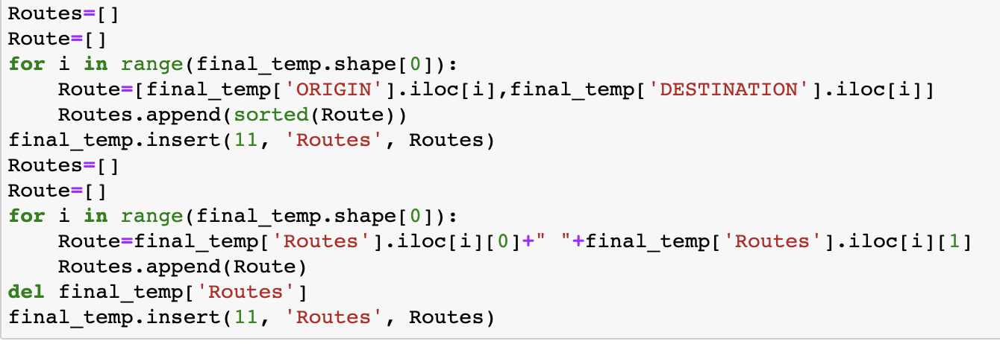 Routes=[]
Route=[]
for i in range(final_temp.shape[0]):
    Route=[final_temp['ORIGIN'].iloc[i],final_temp['DESTINATION'].iloc[i]]
    Routes.append(sorted(Route))
final_temp.insert(11, 'Routes', Routes)
Routes=[]
Route=[]
for i in range(final_temp.shape[0]):
    Route=final_temp['Routes'].iloc[i][0]+" "+final_temp['Routes'].iloc[i][1]
    Routes.append(Route)
del final_temp['Routes']
final_temp.insert(11, 'Routes', Routes)